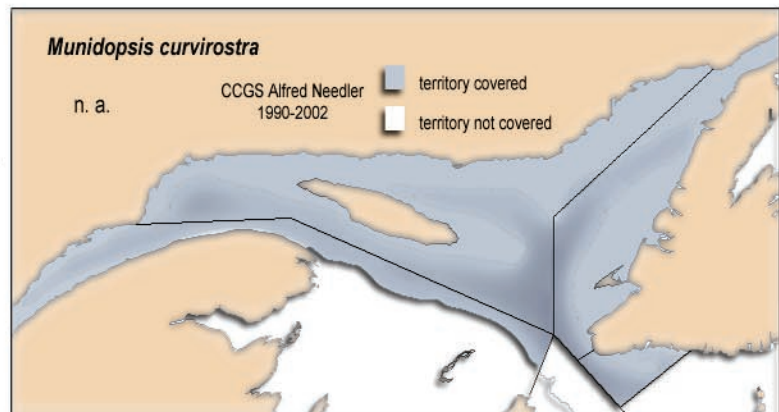 Munidopsis curvirostra
n. a.
CCGS Alfred Needler
1990-2002
territory covered
territory not covered